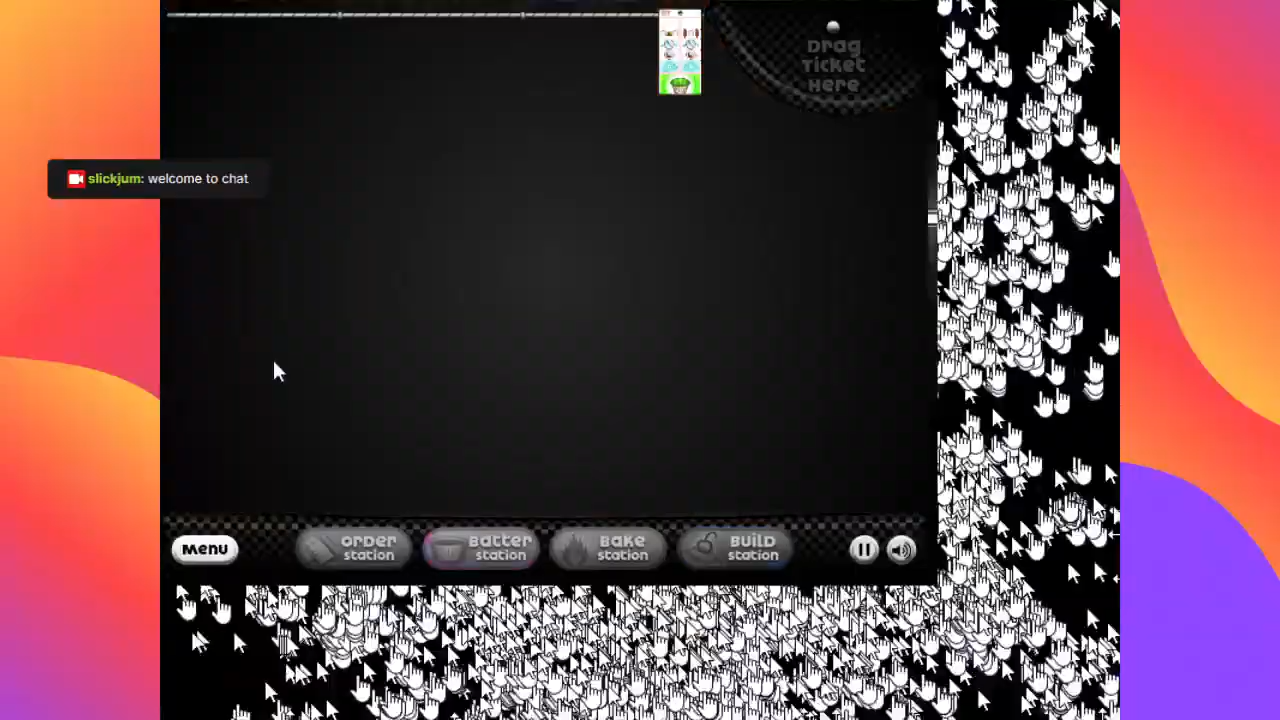 Drag
Ticket
Here
slickjum: welcome to chat
Menu
Order
Station
Batter
Station
Bake
Station
Build
Station